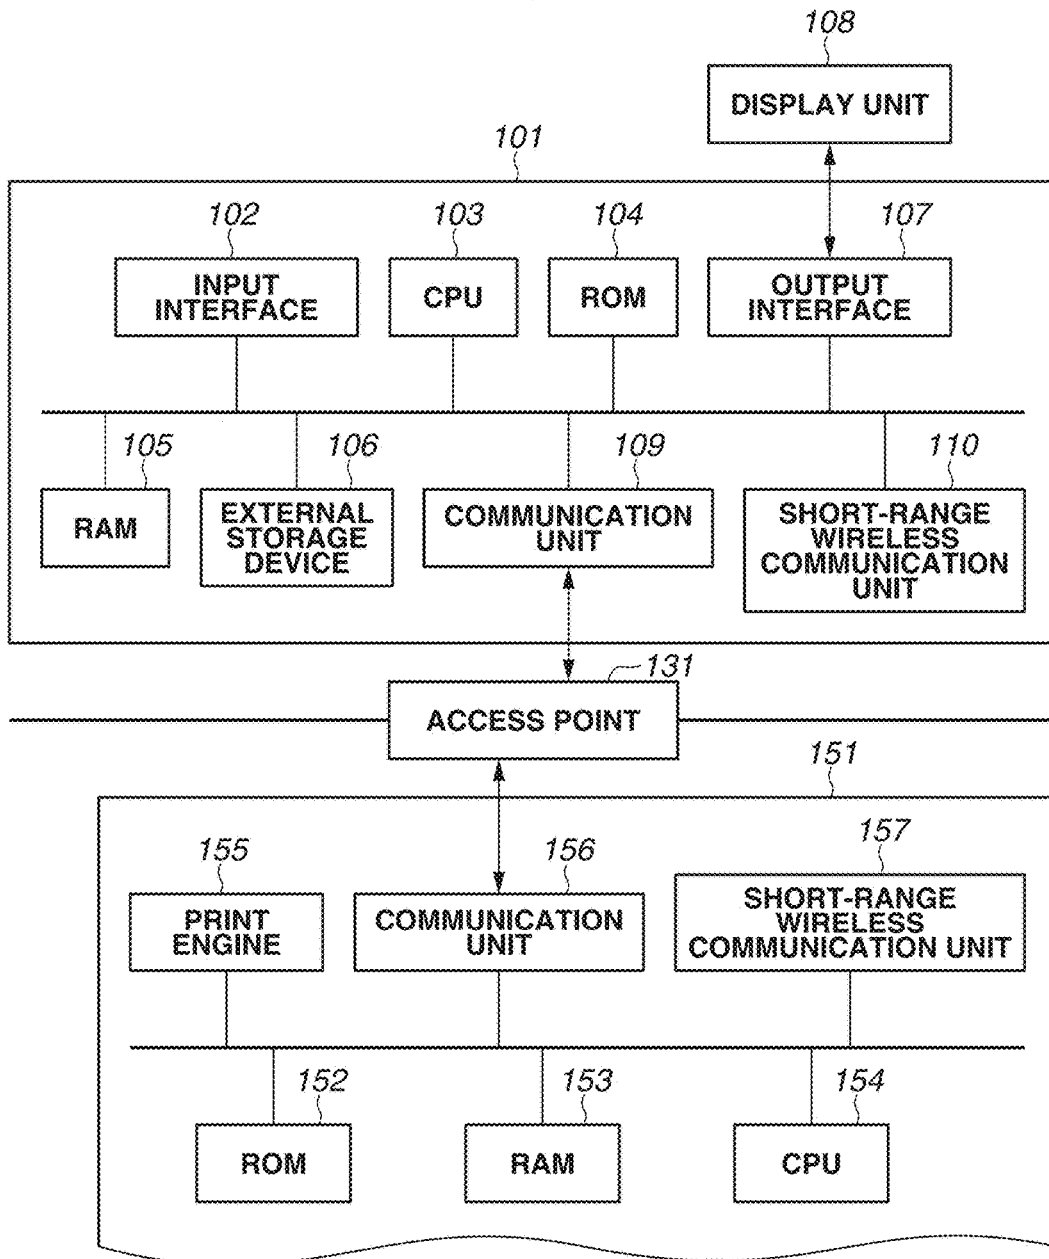 108
DISPLAY UNIT
101
102
103
104
107
INPUT
INTERFACE
CPU
ROM
OUTPUT
INTERFACE
105
106
109
110
RAM
EXTERNAL
STORAGE
DEVICE
COMMUNICATION
UNIT
SHORT-RANGE
WIRELESS
COMMUNICATION
UNIT
131
ACCESS POINT
151
155
156
157
PRINT
ENGINE
COMMUNICATION
UNIT
SHORT-RANGE
WIRELESS
COMMUNICATION UNIT
152
153
154
ROM
RAM
CPU